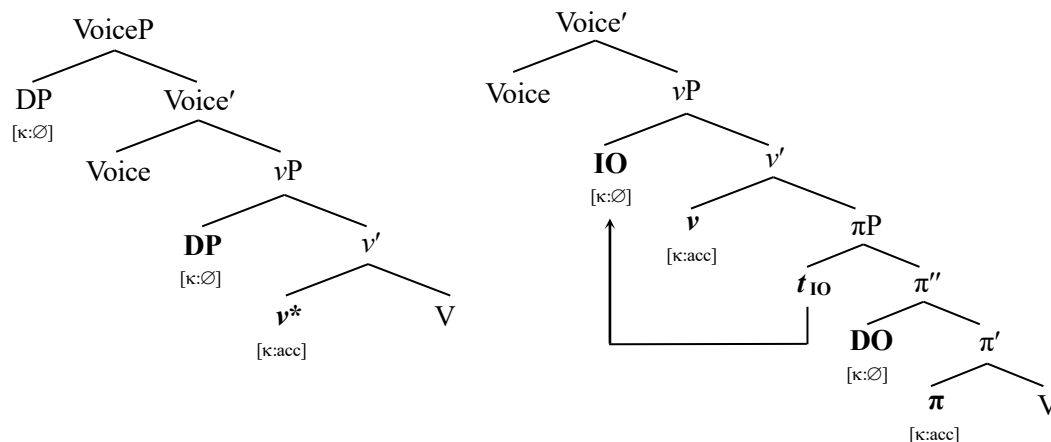 VoiceP
DP
[κ:∅]
Voice′
Voice
vP
DP
[κ:∅]
v′
v*
[κ:acc]
V
Voice′
Voice
vP
IO
[κ:∅]
v′
v
[κ:acc]
πP
t IO
π′′
DO
[κ:∅]
π′
π
[κ:acc]
V